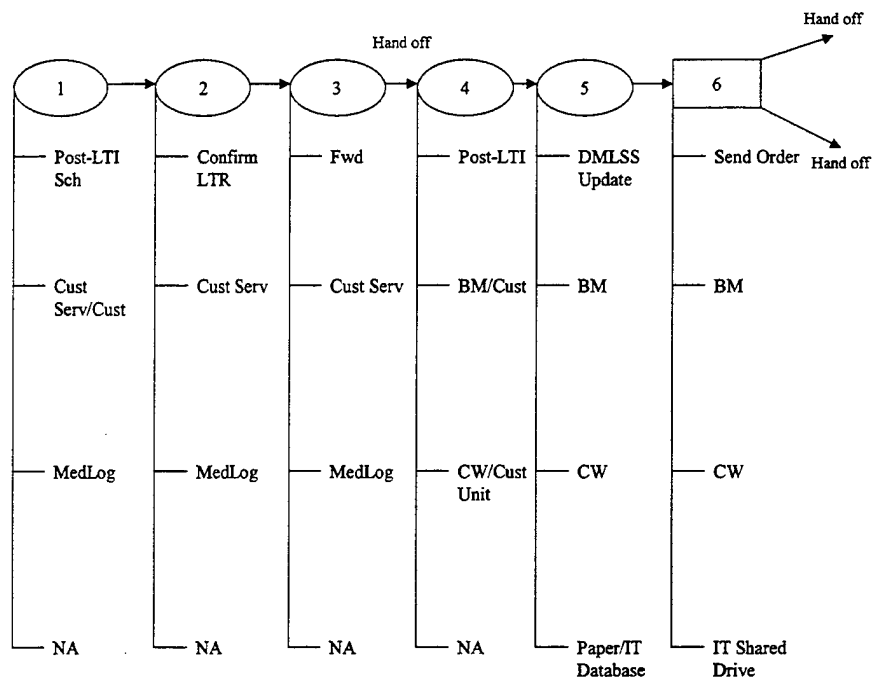 Hand off
Hand off
1
2
3
4
5
6
Hand off
Post-LTI
Sch
Confirm
LTR
Fwd
Post-LTI
DMLSS
Update
Send Order
Cust
Serv/Cust
Cust Serv
Cust Serv
BM/Cust
BM
BM
MedLog
MedLog
MedLog
CW/Cust
Unit
CW
CW
NA
NA
NA
NA
Paper/IT
Database
IT Shared
Drive